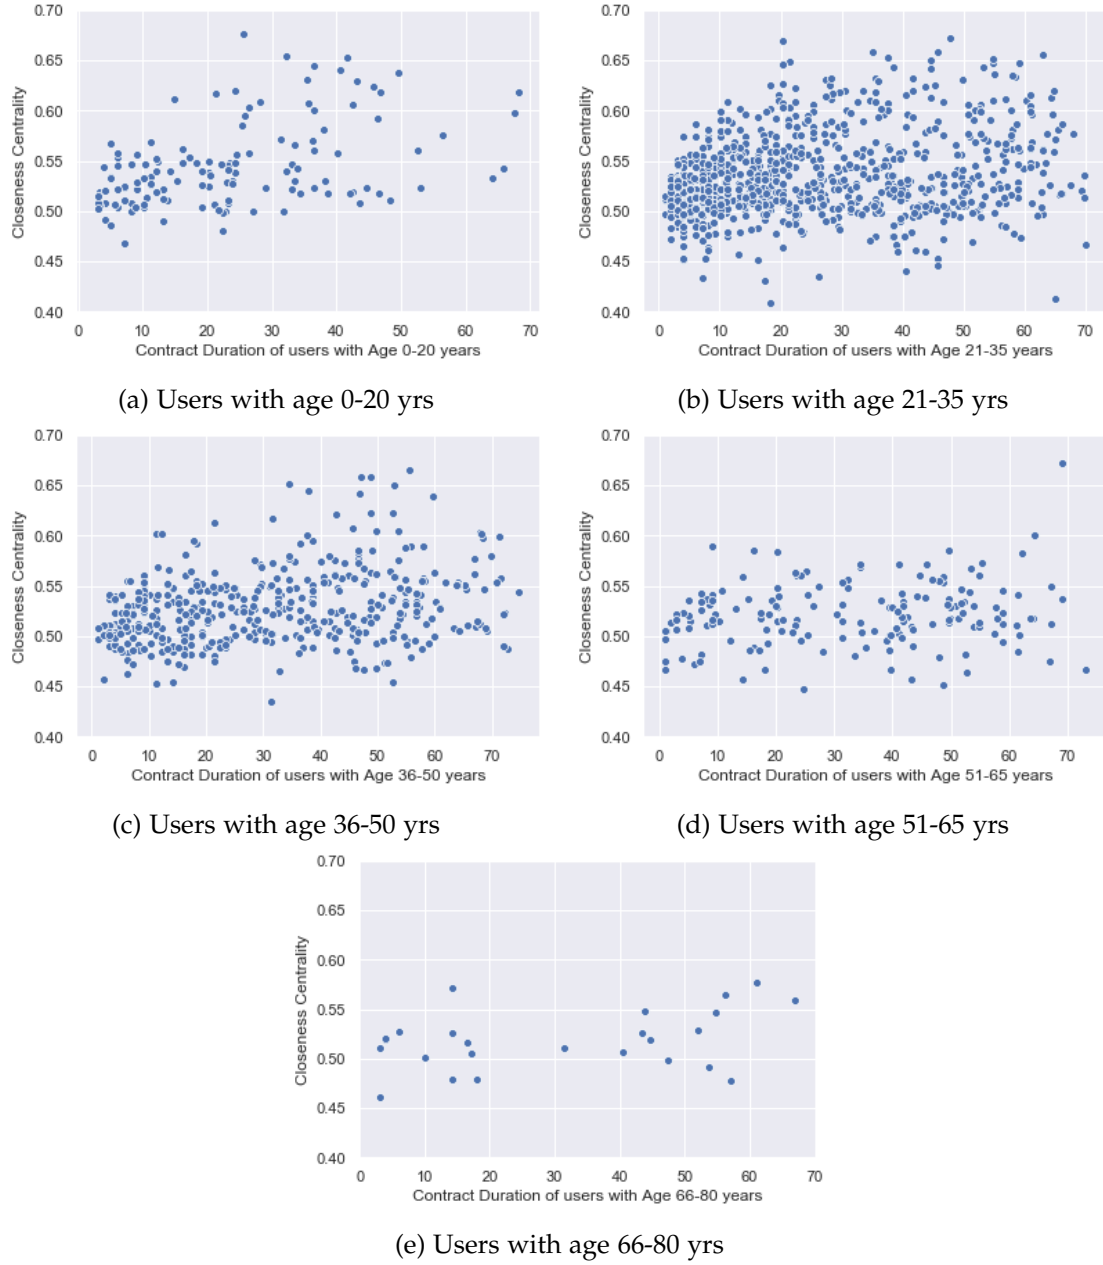 0.70
0.65
0.60
0.55
0.50
0.45
0.40
Closeness Centrality
0 10 20 30 40 50 60 70
Contract Duration of users with Age 0-20 years
(a) Users with age 0-20 yrs
0.70
0.65
0.60
0.55
0.50
0.45
0.40
Closeness Centrality
0 10 20 30 40 50 60 70
Contract Duration of users with Age 21-35 years
(b) Users with age 21-35 yrs
0.70
0.65
0.60
0.55
0.50
0.45
0.40
Closeness Centrality
0 10 20 30 40 50 60 70
Contract Duration of users with Age 36-50 years
(c) Users with age 36-50 yrs
0.70
0.65
0.60
0.55
0.50
0.45
0.40
Closeness Centrality
0 10 20 30 40 50 60 70
Contract Duration of users with Age 51-65 years
(d) Users with age 51-65 yrs
0.70
0.65
0.60
0.55
0.50
0.45
0.40
Closeness Centrality
0 10 20 30 40 50 60 70
Contract Duration of users with Age 66-80 years
(e) Users with age 66-80 yrs